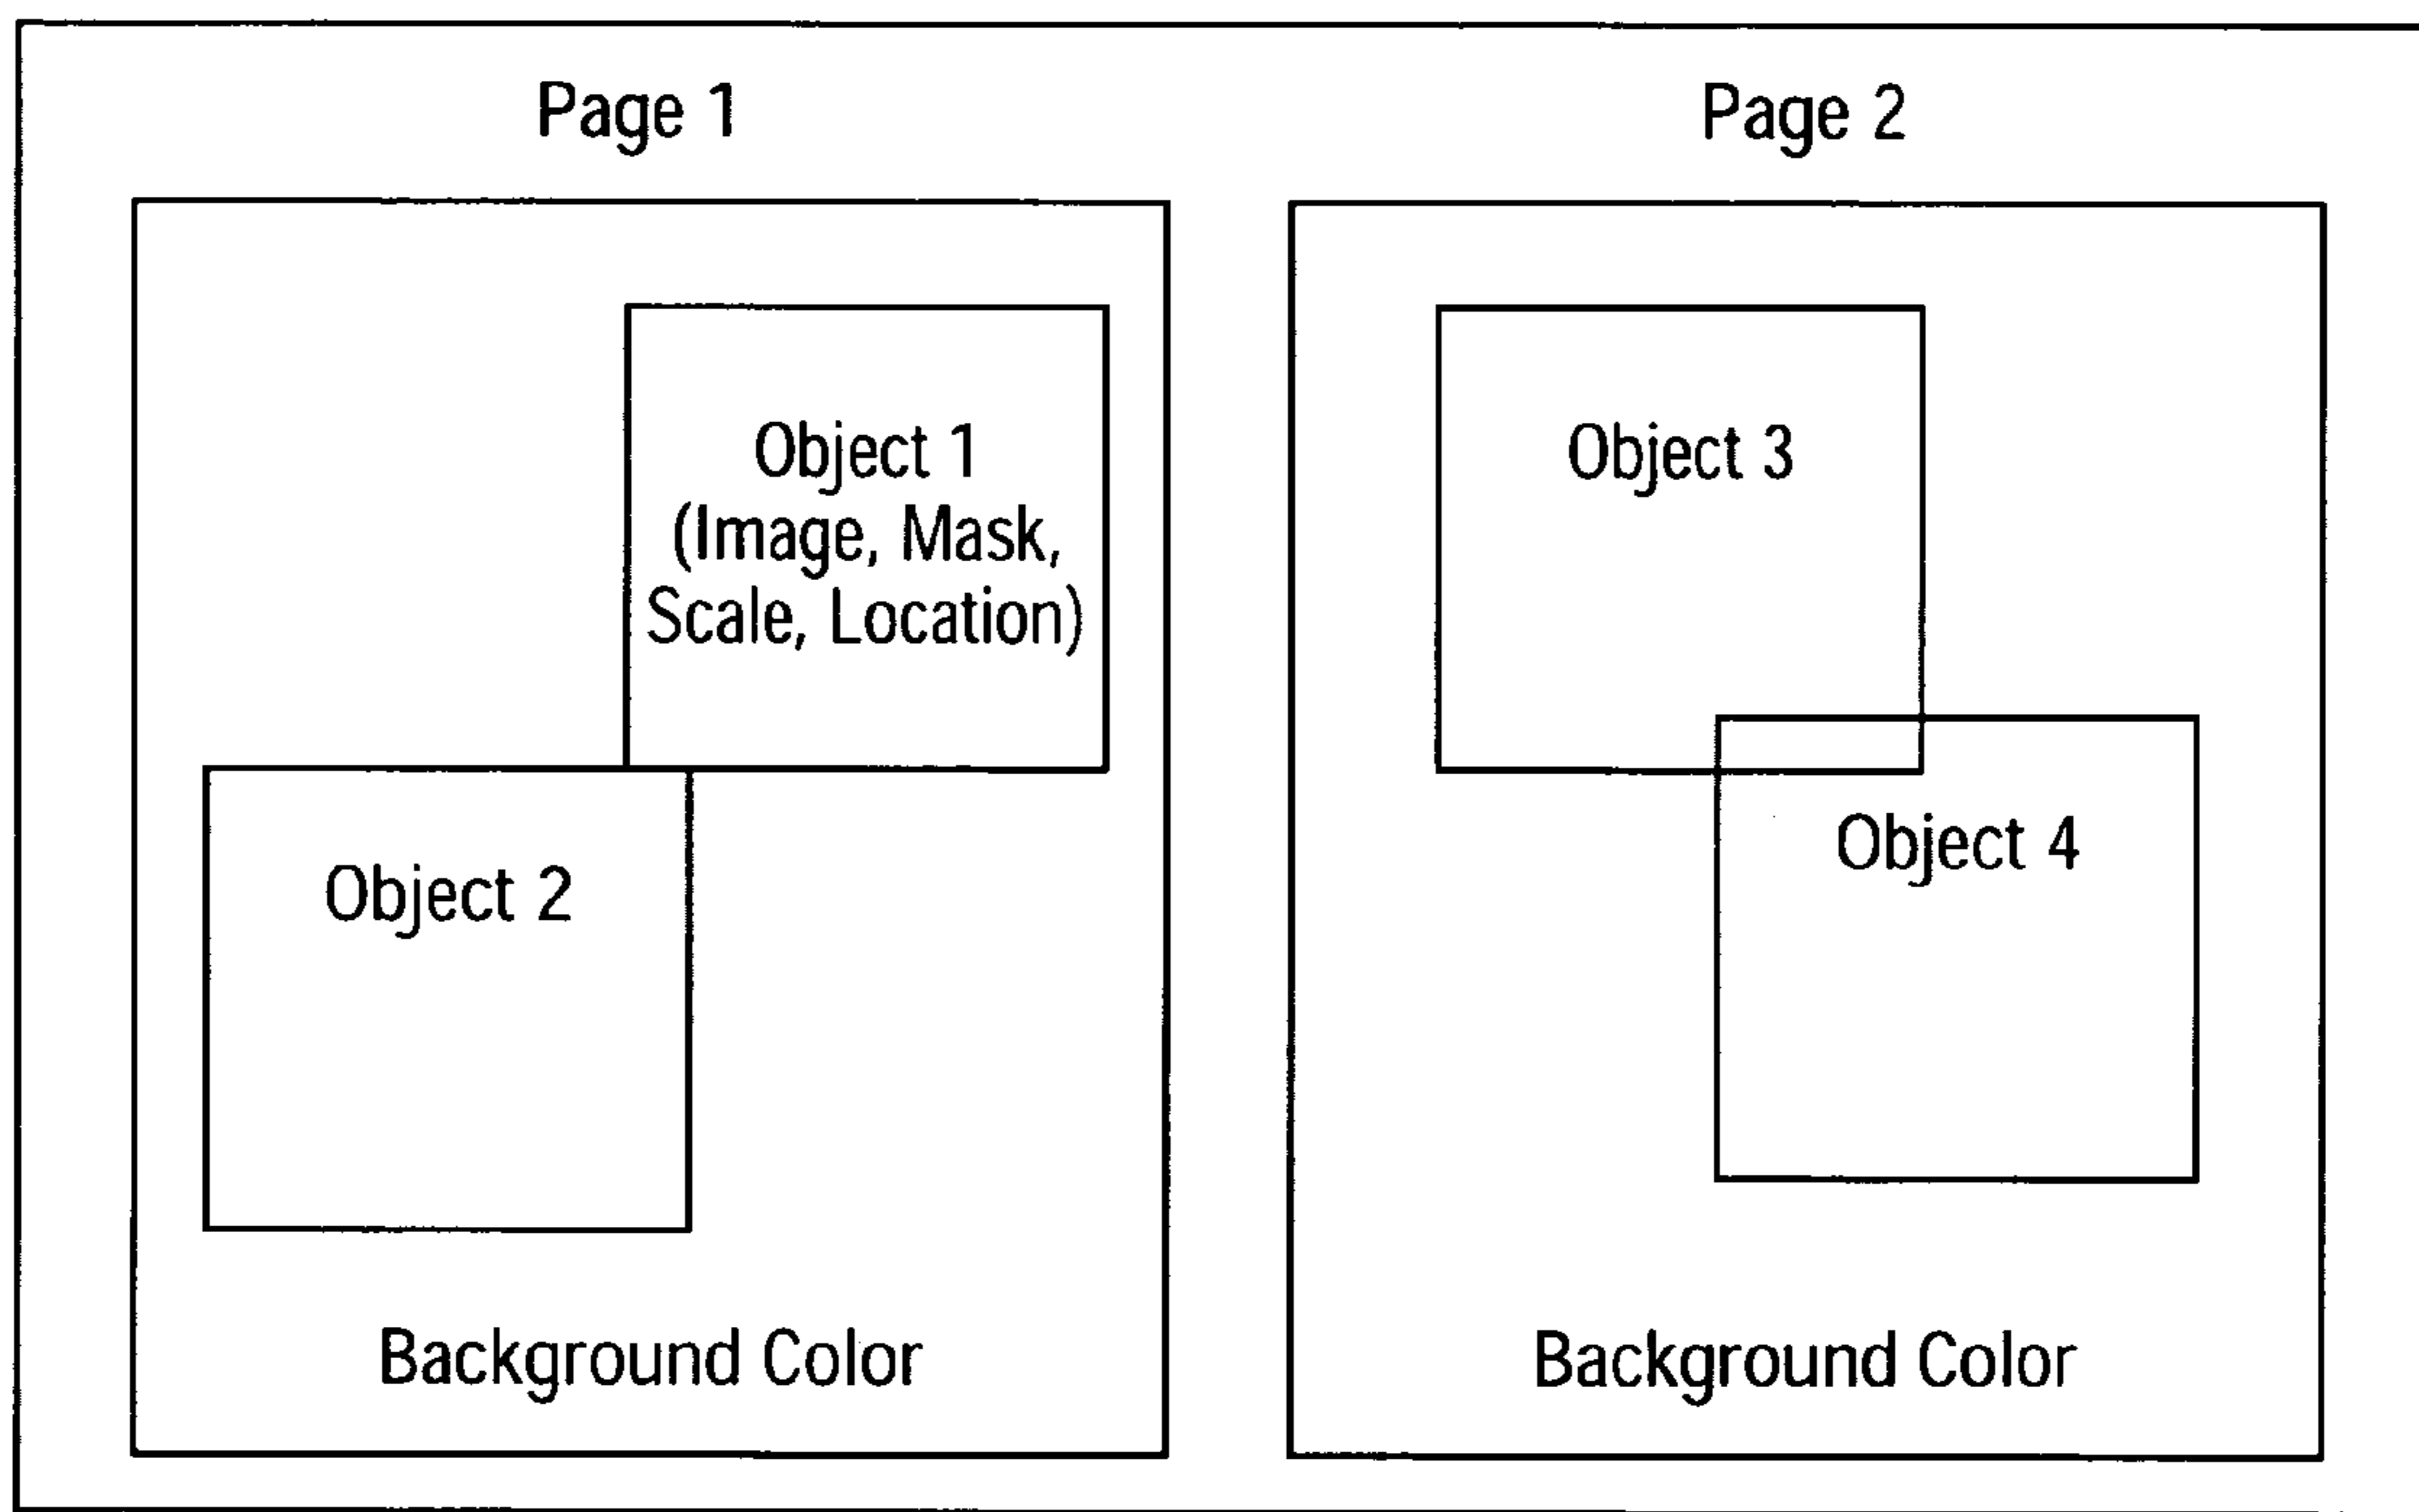 Page 1
Object 1
(Image, Mask,
Scale, Location)
Object 2
Background Color
Page 2
Object 3
Object 4
Background Color